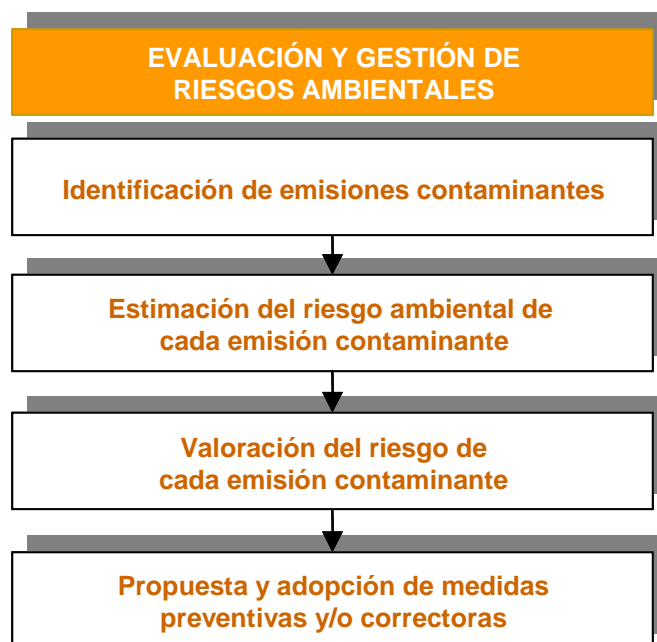 EVALUACIÓN Y GESTIÓN DE
RIESGOS AMBIENTALES
Identificación de emisiones contaminantes
Estimación del riesgo ambiental de
cada emisión contaminante
Valoración del riesgo de
cada emisión contaminante
Propuesta y adopción de medidas
preventivas y/o correctoras